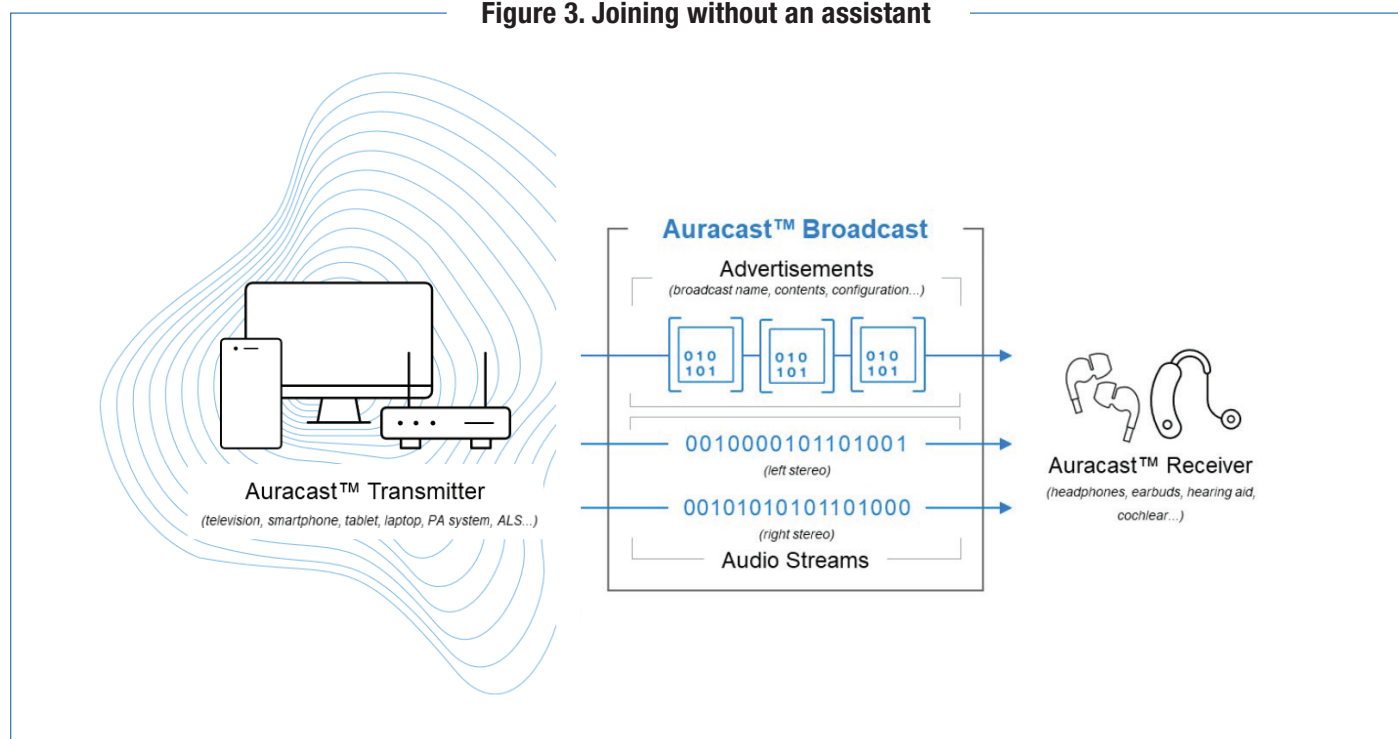 Figure 3. Joining without an assistant
Auracast™ Broadcast
Advertisements
(broadcast name, contents, configuration...)
010 010 010
101 101 101
0010000101101001
(left stereo)
00101010101101000
(right stereo)
Audio Streams
Auracast™ Transmitter
(television, smartphone, tablet, laptop, PA system, ALS...)
Auracast™ Receiver
(headphones, earbuds, hearing aid,
cochlear...)